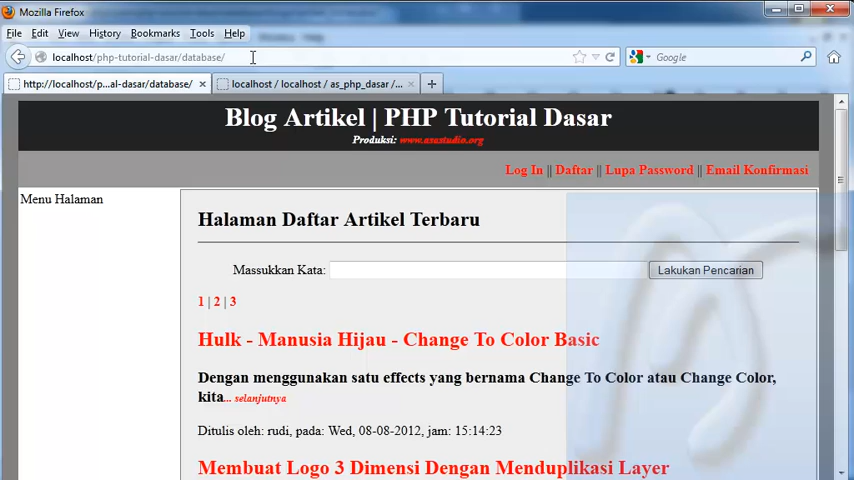 Mozilla Firefox
File Edit View History Bookmarks Tools Help
localhost/php-tutorial-dasar/database/
Google
http://localhost/p...al-dasar/database/
localhost / localhost / as_php_dasar /...
Blog Artikel | PHP Tutorial Dasar
Produksi: www.asastudio.org
Log In || Daftar || Lupa Password || Email Konfirmasi
Menu Halaman
Halaman Daftar Artikel Terbaru
Massukkan Kata:
Lakukan Pencarian
1 | 2 | 3
Hulk - Manusia Hijau - Change To Color Basic
Dengan menggunakan satu effects yang bernama Change To Color atau Change Color,
kita... selanjutnya
Ditulis oleh: rudi, pada: Wed, 08-08-2012, jam: 15:14:23
Membuat Logo 3 Dimensi Dengan Menduplikasi Layer